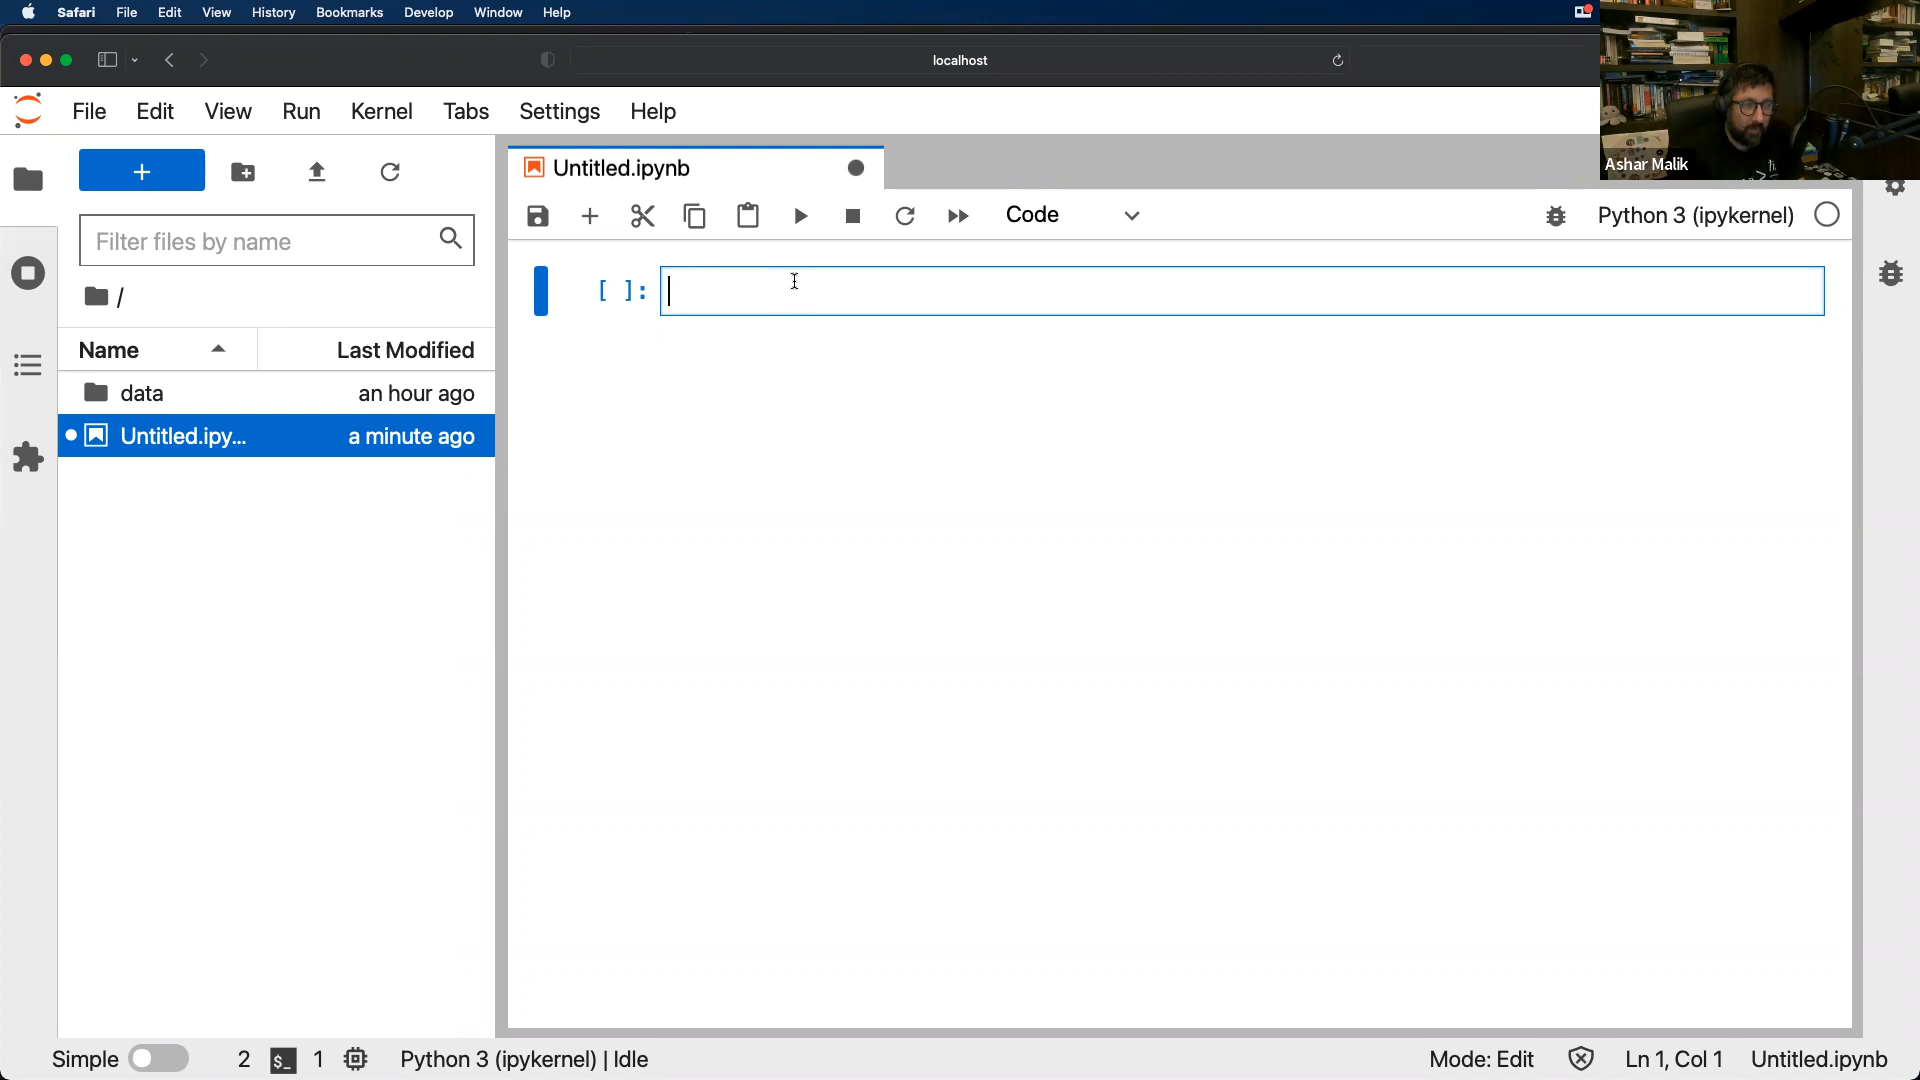 Safari File Edit View History Bookmarks Develop Window Help
localhost
File Edit View Run Kernel Tabs Settings Help
Ashar Malik
+
Untitled.ipynb
Code
Python 3 (ipykernel)
Filter files by name
/
[ ]:
Name Last Modified
data an hour ago
Untitled.ipy... a minute ago
Simple 2 $_ 1 Python 3 (ipykernel) | Idle Mode: Edit Ln 1, Col 1 Untitled.ipynb